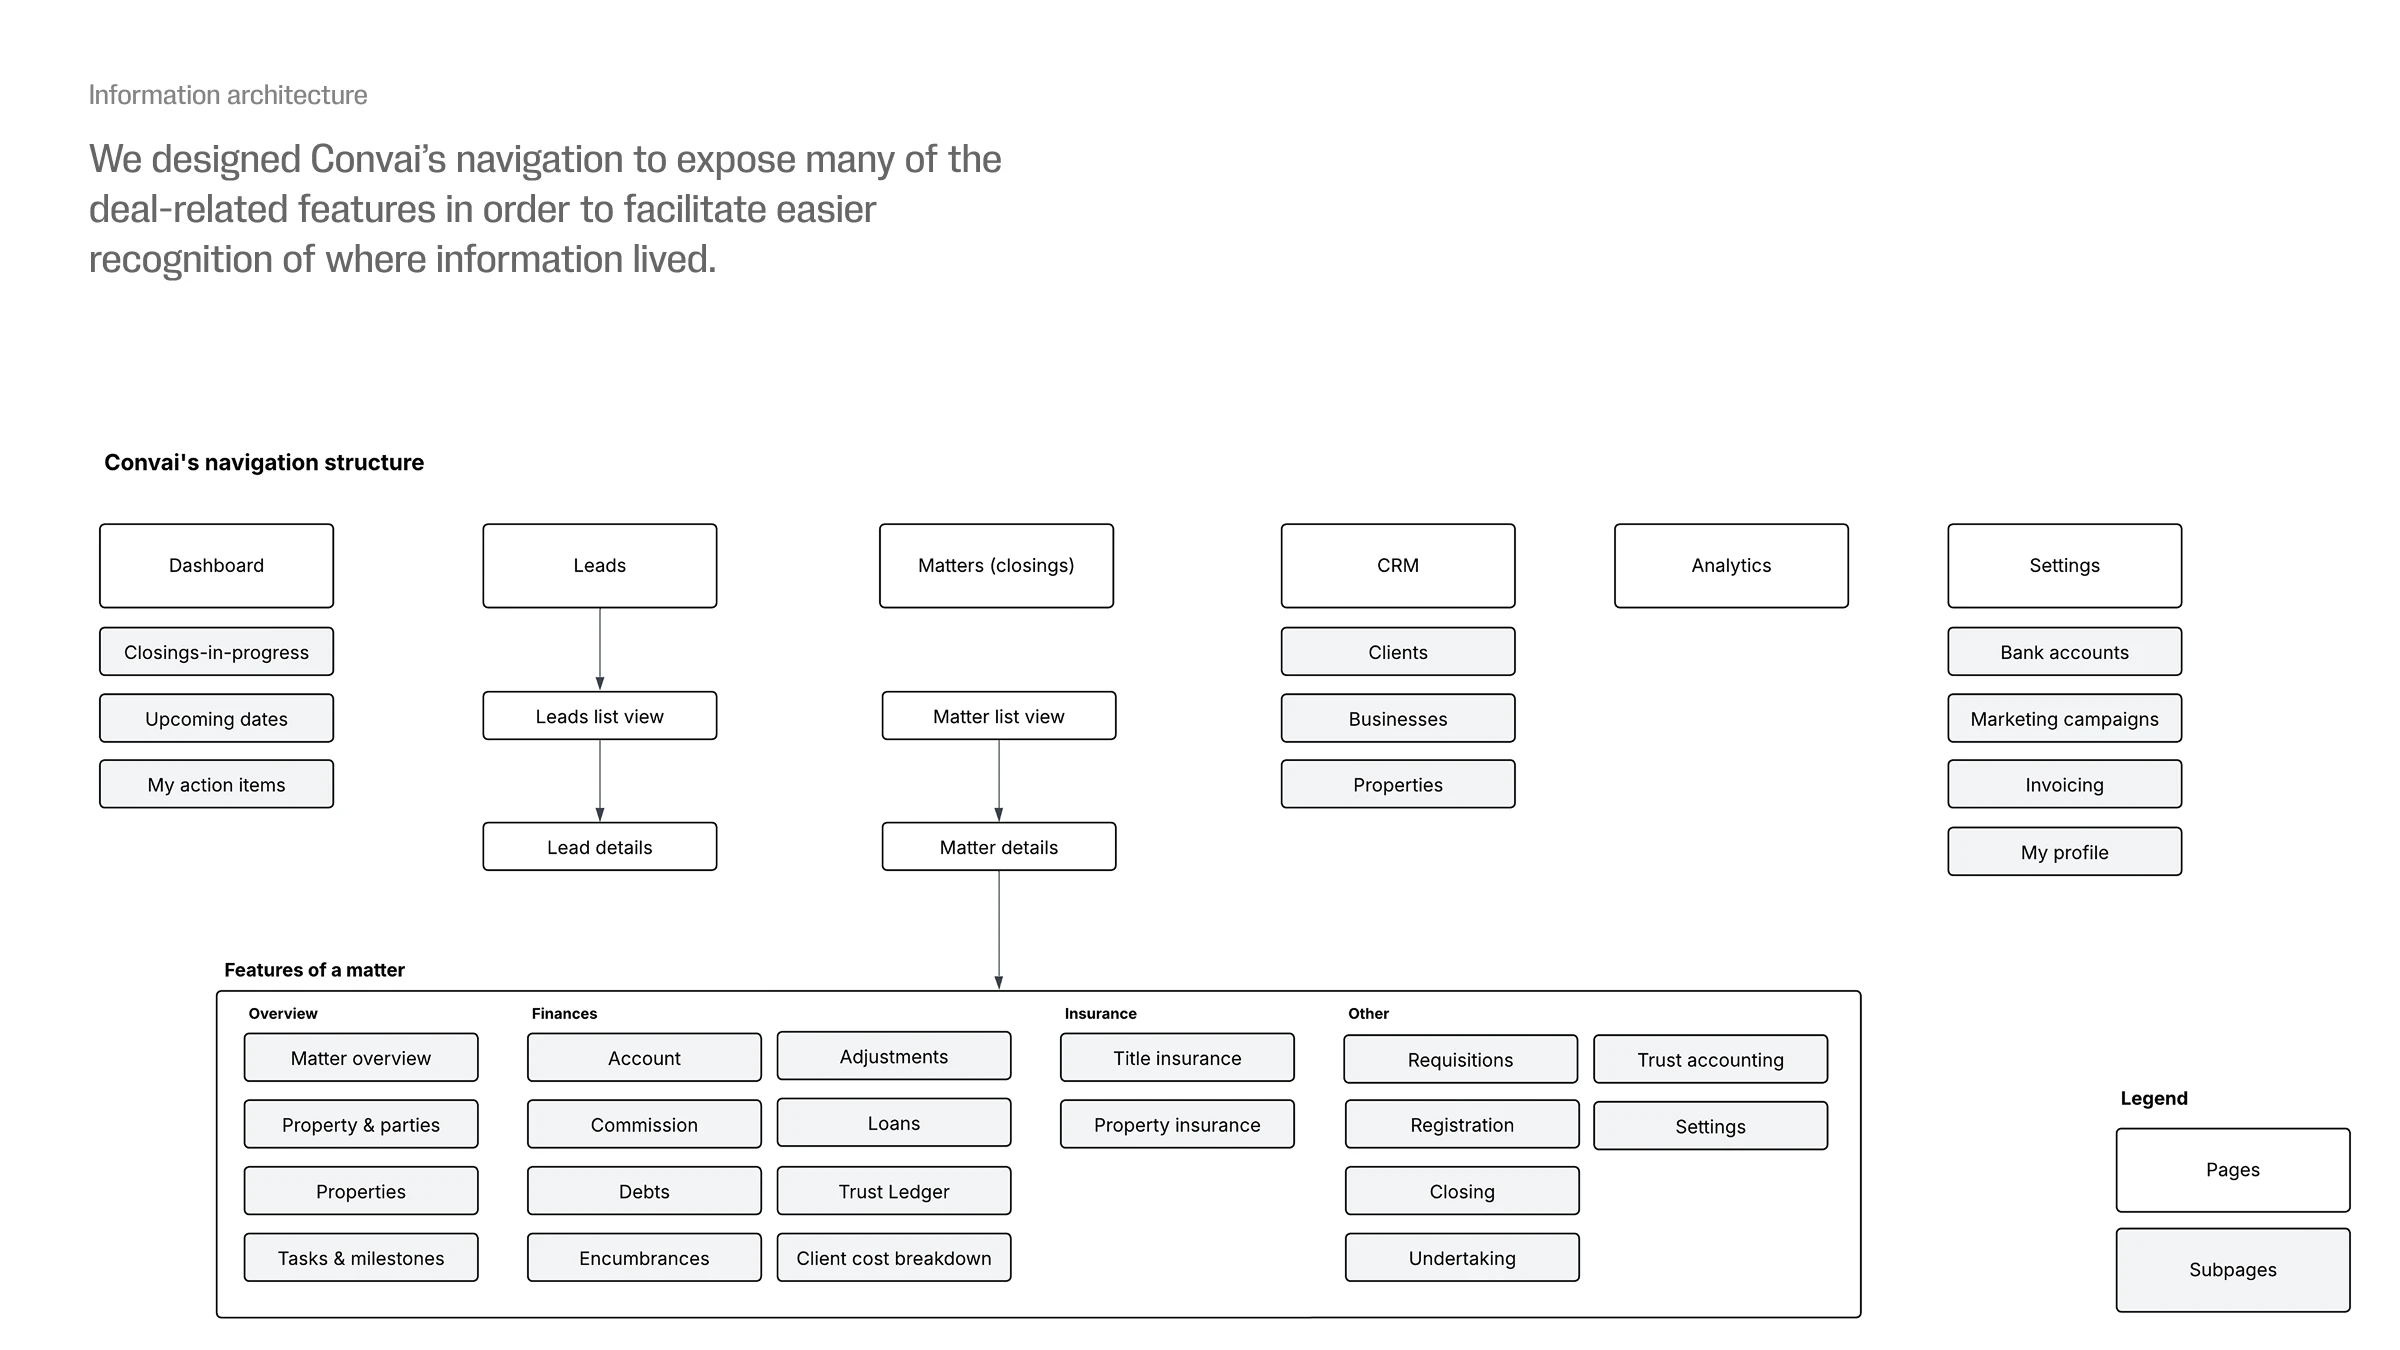 Information architecture
We designed Convai’s navigation to expose many of the
deal-related features in order to facilitate easier
recognition of where information lived.
Convai's navigation structure
Dashboard
Closings-in-progress
Upcoming dates
My action items
Leads
Leads list view
Lead details
Matters (closings)
Matter list view
Matter details
CRM
Clients
Businesses
Properties
Analytics
Settings
Bank accounts
Marketing campaigns
Invoicing
My profile
Features of a matter
Overview
Matter overview
Property & parties
Properties
Tasks & milestones
Finances
Account
Commission
Debts
Encumbrances
Adjustments
Loans
Trust Ledger
Client cost breakdown
Insurance
Title insurance
Property insurance
Other
Requisitions
Registration
Closing
Undertaking
Trust accounting
Settings
Legend
Pages
Subpages